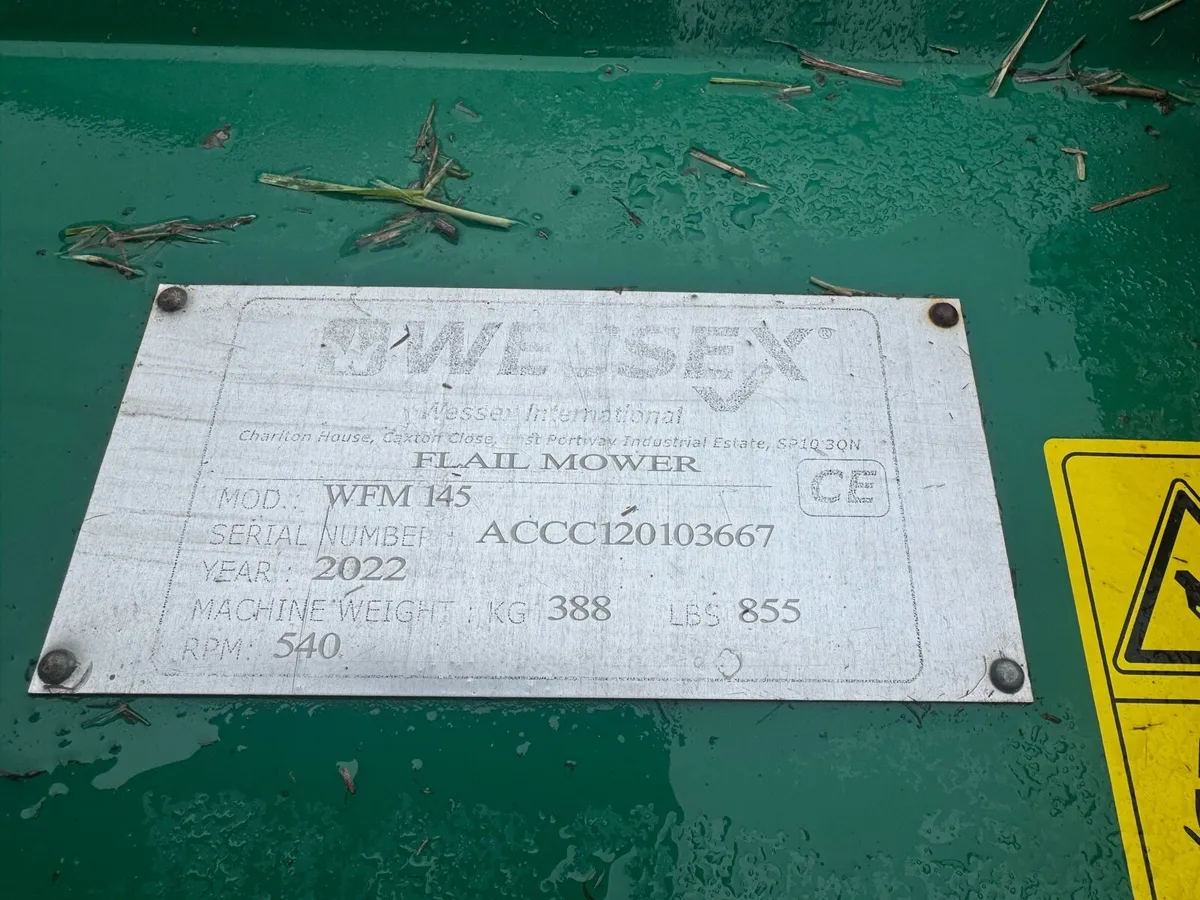 WESSEX®
Wessex International
Charlton House, Caxton Close, st Portway Industrial Estate, SP10 3QN
FLAIL MOWER
CE
MOD.: WFM 145
SERIAL NUMBER : ACCC120103667
YEAR : 2022
MACHINE WEIGHT : KG 388 LBS 855
RPM: 540